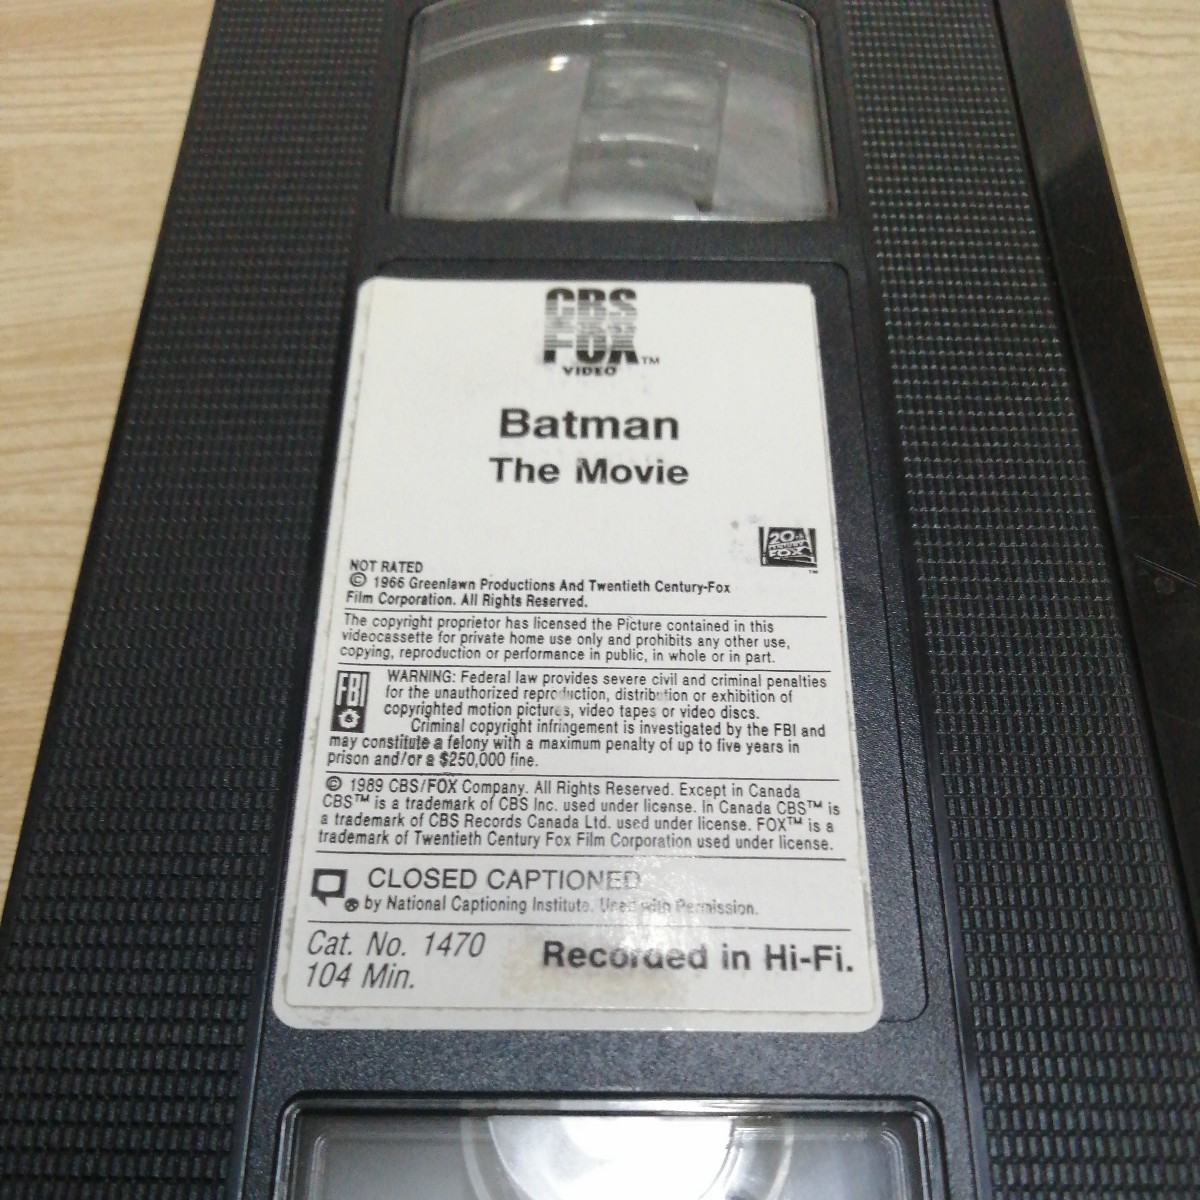 CBS
FOX™
VIDEO
Batman
The Movie
20th
CENTURY
FOX
™
NOT RATED
© 1966 Greenlawn Productions And Twentieth Century-Fox
Film Corporation. All Rights Reserved.
The copyright proprietor has licensed the Picture contained in this
videocassette for private home use only and prohibits any other use,
copying, reproduction or performance in public, in whole or in part.
FBI
WARNING: Federal law provides severe civil and criminal penalties
for the unauthorized reproduction, distribution or exhibition of
copyrighted motion pictures, video tapes or video discs.
Criminal copyright infringement is investigated by the FBI and
may constitute a felony with a maximum penalty of up to five years in
prison and/or a $250,000 fine.
© 1989 CBS/FOX Company. All Rights Reserved. Except in Canada
CBS™ is a trademark of CBS Inc. used under license. In Canada CBS™ is
a trademark of CBS Records Canada Ltd. used under license. FOX™ is a
trademark of Twentieth Century Fox Film Corporation used under license.
CLOSED CAPTIONED
® by National Captioning Institute. Used with Permission.
Cat. No. 1470
104 Min.
Recorded in Hi-Fi.